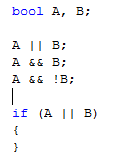 bool A, B;
A || B;
A && B;
A && !B;
if (A || B)
{
}